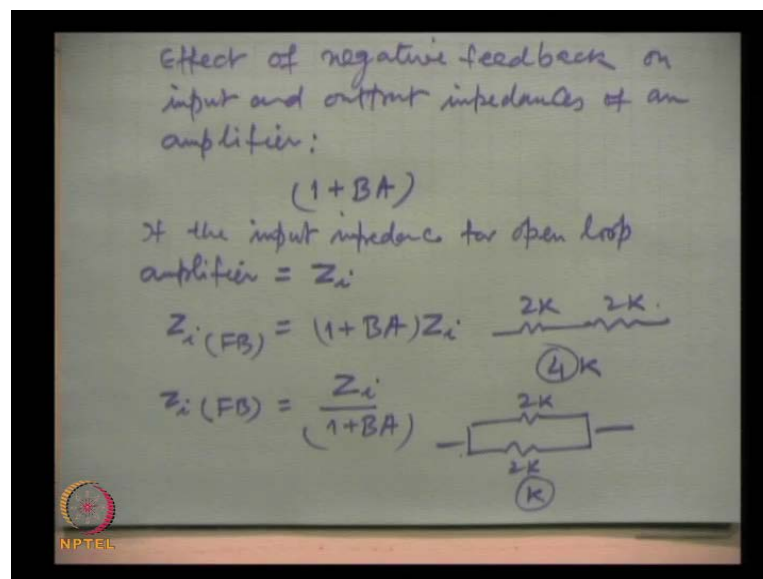 Effect of negative feedback on
input and output impedances of an
amplifier:
(1+BA)
If the input impedance for open loop
amplifier = Zi
Zi(FB) = (1+BA)Zi
2K 2K
4 K
Zi(FB) = Zi/(1+BA)
2K
2K
K
NPTEL